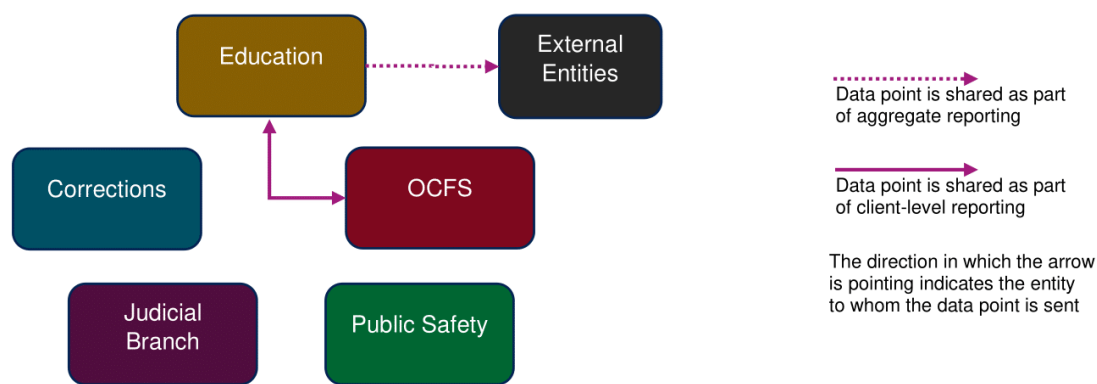 Education
External
Entities
Corrections
OCFS
Judicial
Branch
Public Safety
Data point is shared as part
of aggregate reporting
Data point is shared as part
of client-level reporting
The direction in which the arrow
is pointing indicates the entity
to whom the data point is sent